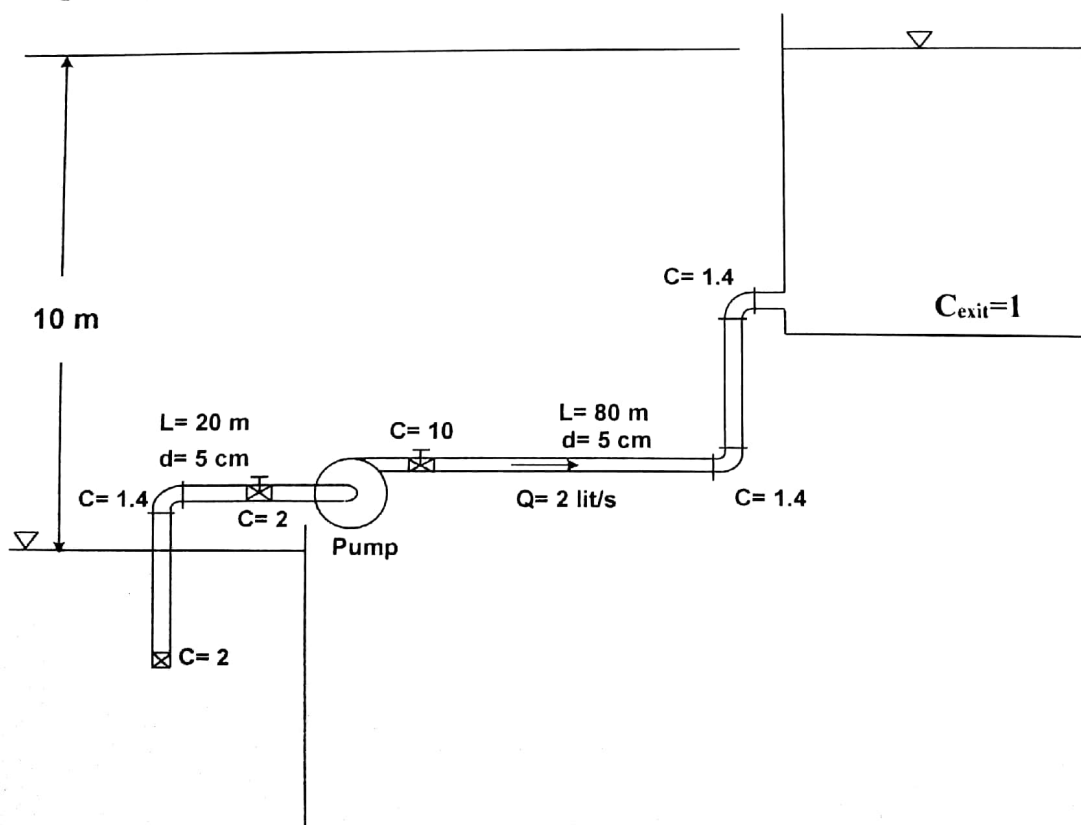 C= 1.4
10 m
C_exit=1
L= 20 m
d= 5 cm
C= 10
L= 80 m
d= 5 cm
C= 1.4
C= 2
Q= 2 lit/s
C= 1.4
Pump
C= 2